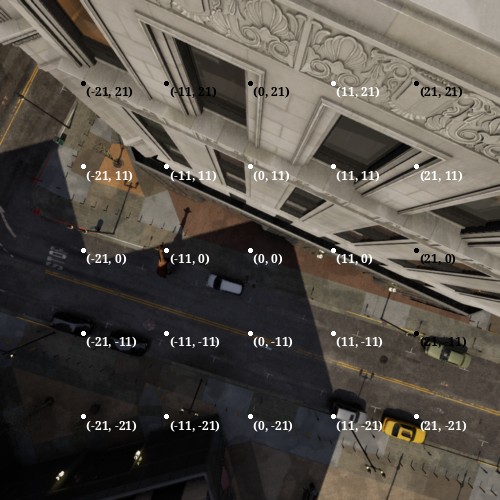 (-21, 21) (-11, 21) (0, 21) (11, 21) (21, 21)
(-21, 11) (-11, 11) (0, 11) (11, 11) (21, 11)
(-21, 0) (-11, 0) (0, 0) (11, 0) (21, 0)
STOP
(-21, -11) (-11, -11) (0, -11) (11, -11) (21, -11)
(-21, -21) (-11, -21) (0, -21) (11, -21) (21, -21)